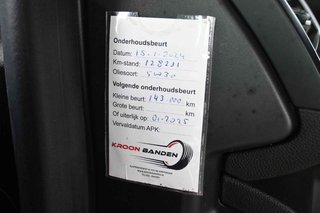 Onderhoudsbeurt
Datum: 15-1-2024
Km-stand: 128221
Oliesoort: 5W30
Volgende onderhoudsbeurt
Kleine beurt: 143 000 km
Grote beurt: km
Of uiterlijk op: 01-2025
Vervaldatum APK:
KROON BANDEN